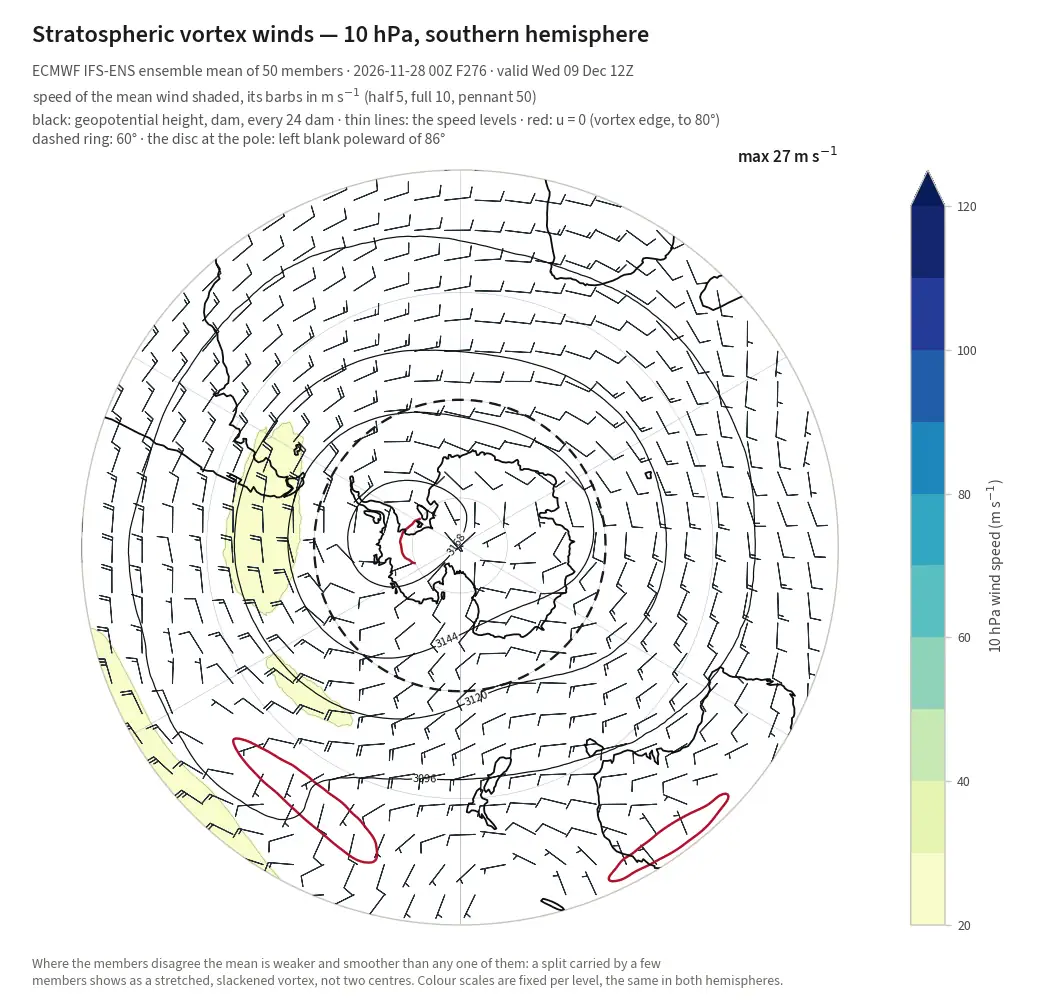 Stratospheric vortex winds — 10 hPa, southern hemisphere
ECMWF IFS-ENS ensemble mean of 50 members · 2026-11-28 00Z F276 · valid Wed 09 Dec 12Z
speed of the mean wind shaded, its barbs in m s⁻¹ (half 5, full 10, pennant 50)
black: geopotential height, dam, every 24 dam · thin lines: the speed levels · red: u = 0 (vortex edge, to 80°)
dashed ring: 60° · the disc at the pole: left blank poleward of 86°
max 27 m s⁻¹
120
100
80
60
40
20
10 hPa wind speed (m s⁻¹)
3168
3144
3120
3096
Where the members disagree the mean is weaker and smoother than any one of them: a split carried by a few
members shows as a stretched, slackened vortex, not two centres. Colour scales are fixed per level, the same in both hemispheres.